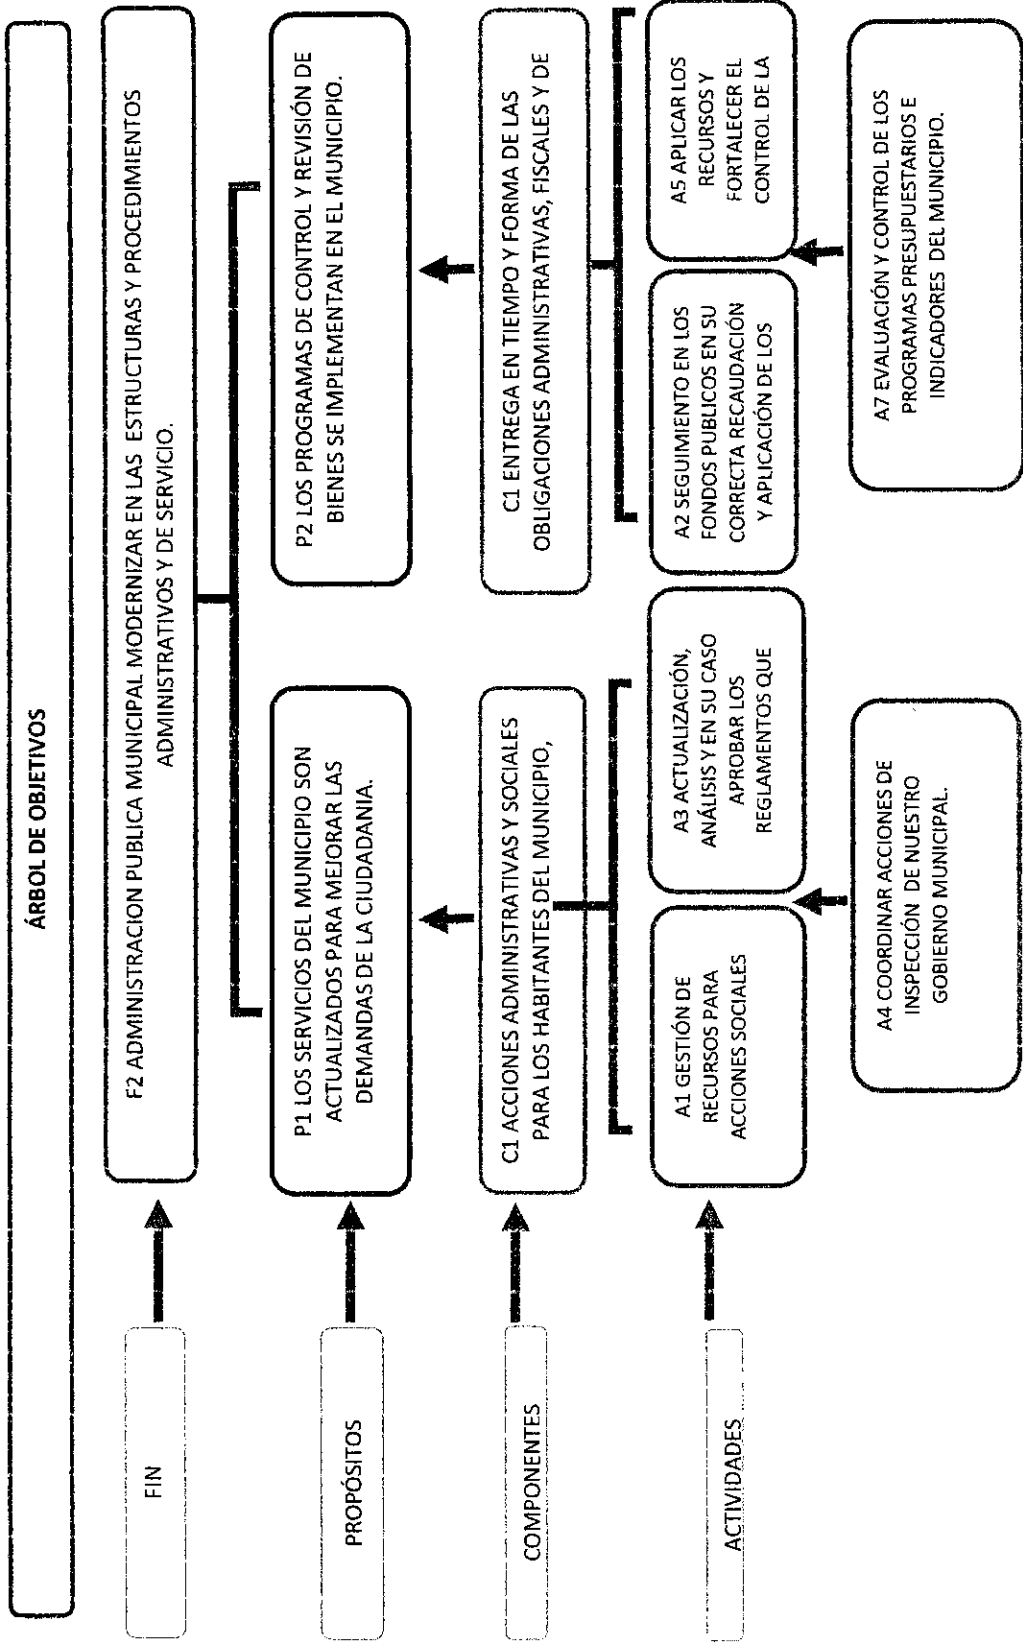 ÁRBOL DE OBJETIVOS
FIN
F2 ADMINISTRACION PUBLICA MUNICIPAL MODERNIZAR EN LAS ESTRUCTURAS Y PROCEDIMIENTOS
ADMINISTRATIVOS Y DE SERVICIO.
PROPÓSITOS
P1 LOS SERVICIOS DEL MUNICIPIO SON
ACTUALIZADOS PARA MEJORAR LAS
DEMANDAS DE LA CIUDADANIA.
P2 LOS PROGRAMAS DE CONTROL Y REVISIÓN DE
BIENES SE IMPLEMENTAN EN EL MUNICIPIO.
COMPONENTES
C1 ACCIONES ADMINISTRATIVAS Y SOCIALES
PARA LOS HABITANTES DEL MUNICIPIO,
C1 ENTREGA EN TIEMPO Y FORMA DE LAS
OBLIGACIONES ADMINISTRATIVAS, FISCALES Y DE
ACTIVIDADES
A1 GESTIÓN DE
RECURSOS PARA
ACCIONES SOCIALES
A3 ACTUALIZACIÓN,
ANÁLISIS Y EN SU CASO
APROBAR LOS
REGLAMENTOS QUE
A2 SEGUIMIENTO EN LOS
FONDOS PUBLICOS EN SU
CORRECTA RECAUDACIÓN
Y APLICACIÓN DE LOS
A5 APLICAR LOS
RECURSOS Y
FORTALECER EL
CONTROL DE LA
A4 COORDINAR ACCIONES DE
INSPECCIÓN DE NUESTRO
GOBIERNO MUNICIPAL.
A7 EVALUACIÓN Y CONTROL DE LOS
PROGRAMAS PRESUPUESTARIOS E
INDICADORES DEL MUNICIPIO.